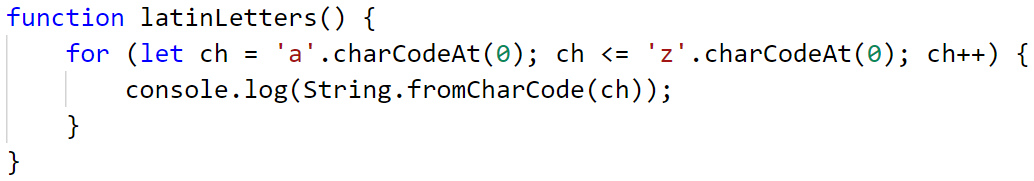 function latinLetters() {
    for (let ch = 'a'.charCodeAt(0); ch <= 'z'.charCodeAt(0); ch++) {
        console.log(String.fromCharCode(ch));
    }
}